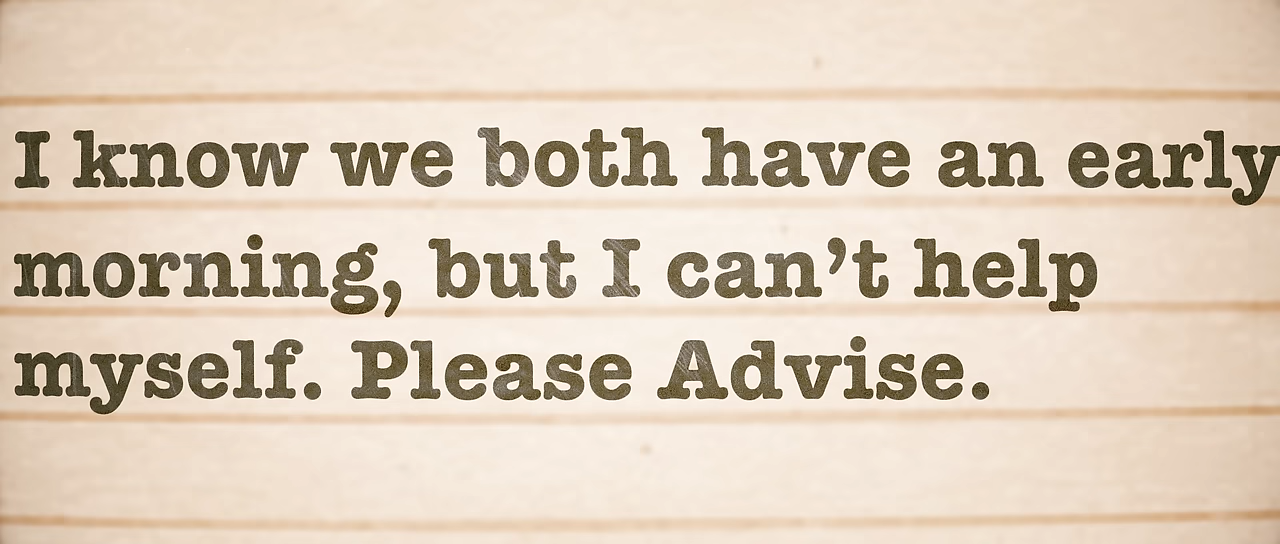 I know we both have an early
morning, but I can’t help
myself. Please Advise.